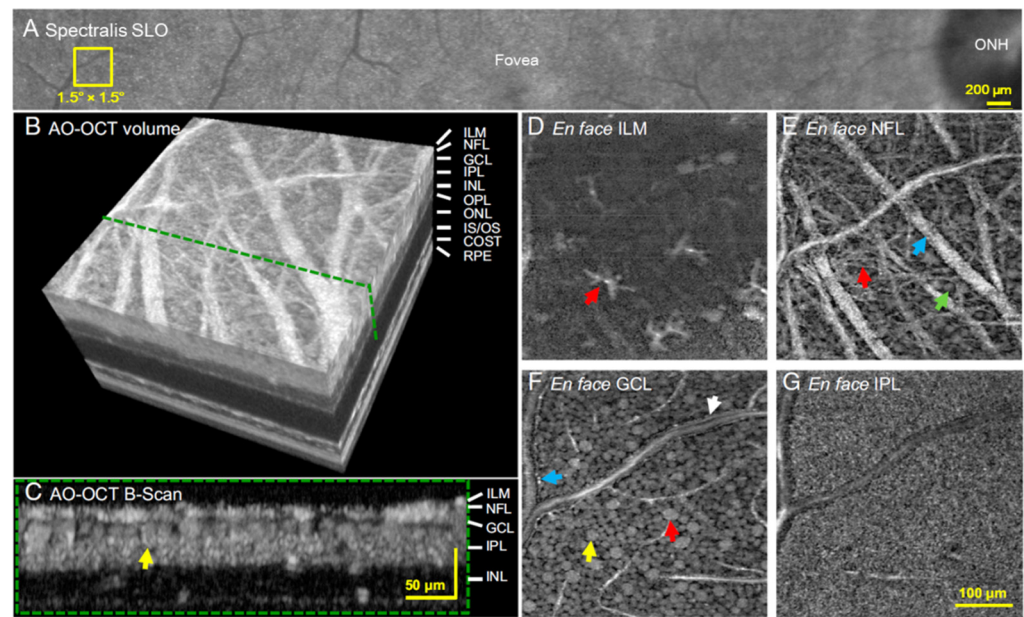 A Spectralis SLO
1.5° × 1.5°
Fovea
ONH
200 µm
B AO-OCT volume
ILM
NFL
GCL
IPL
INL
OPL
ONL
IS/OS
COST
RPE
C AO-OCT B-Scan
ILM
NFL
GCL
IPL
INL
50 µm
D En face ILM
E En face NFL
F En face GCL
G En face IPL
100 µm